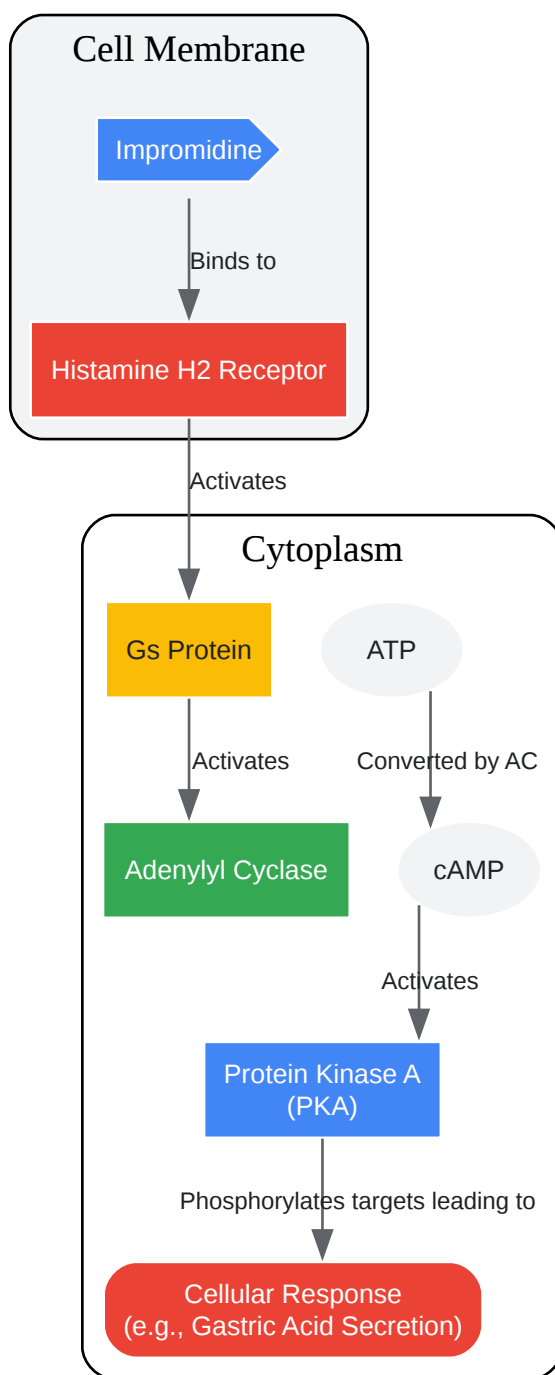 Cell Membrane
Impromidine
Binds to
Histamine H2 Receptor
Activates
Cytoplasm
Gs Protein
ATP
Activates
Converted by AC
Adenylyl Cyclase
cAMP
Activates
Protein Kinase A
(PKA)
Phosphorylates targets leading to
Cellular Response
(e.g., Gastric Acid Secretion)